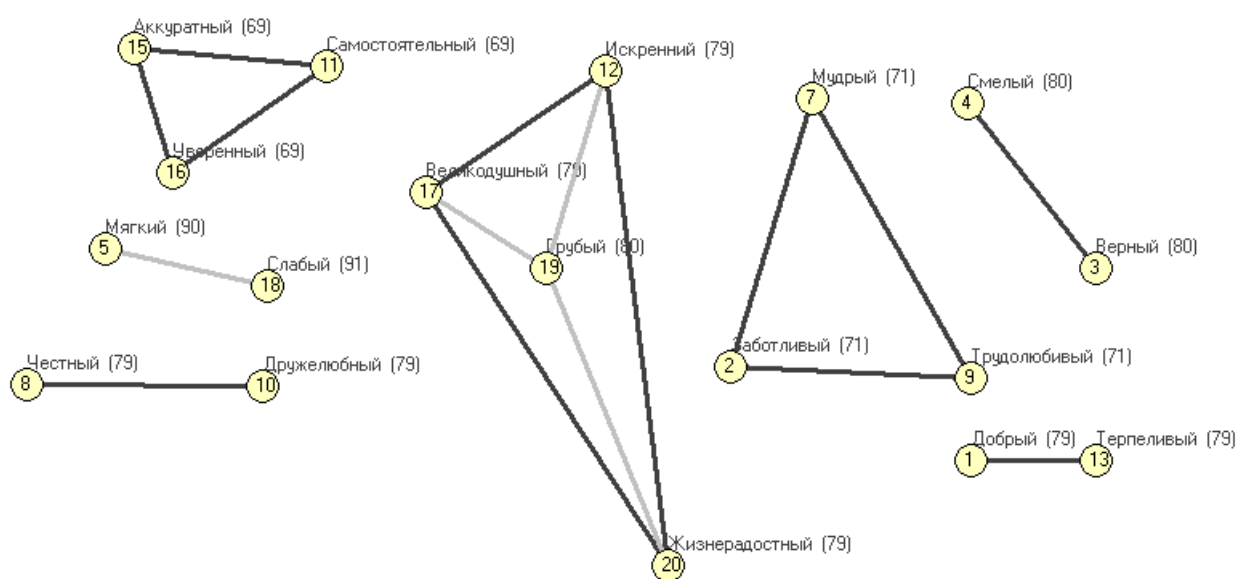 Аккуратный (69)
15
Самостоятельный (69)
11
Уверенный (69)
16
Искренний (79)
12
Мудрый (71)
7
Смелый (80)
4
Великодушный (79)
17
Мягкий (90)
5
Слабый (91)
18
Грубый (80)
19
Верный (80)
3
Честный (79)
8
Дружелюбный (79)
10
Заботливый (71)
2
Трудолюбивый (71)
9
Добрый (79)
1
Терпеливый (79)
13
Жизнерадостный (79)
20